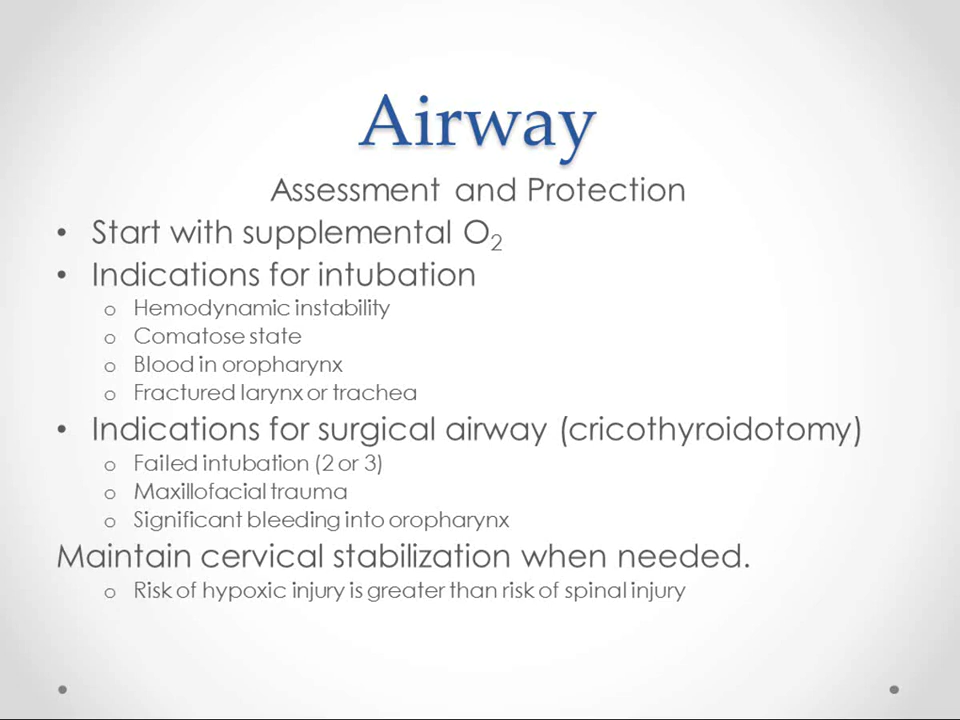 Airway
Assessment and Protection
• Start with supplemental O₂
• Indications for intubation
o Hemodynamic instability
o Comatose state
o Blood in oropharynx
o Fractured larynx or trachea
• Indications for surgical airway (cricothyroidotomy)
o Failed intubation (2 or 3)
o Maxillofacial trauma
o Significant bleeding into oropharynx
Maintain cervical stabilization when needed.
o Risk of hypoxic injury is greater than risk of spinal injury